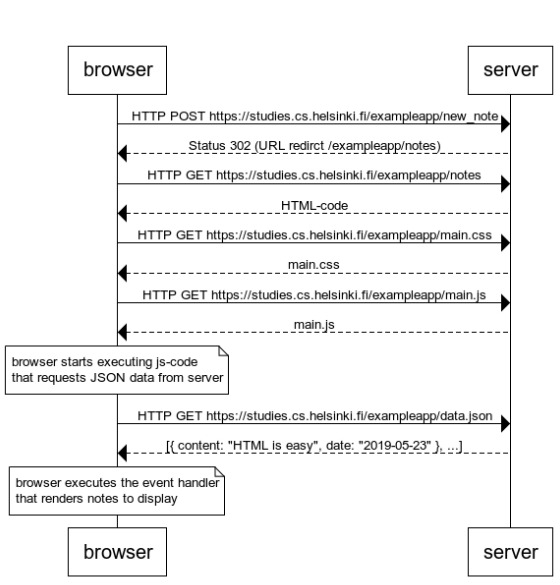 browser server
HTTP POST https://studies.cs.helsinki.fi/exampleapp/new_note
Status 302 (URL redirct /exampleapp/notes)
HTTP GET https://studies.cs.helsinki.fi/exampleapp/notes
HTML-code
HTTP GET https://studies.cs.helsinki.fi/exampleapp/main.css
main.css
HTTP GET https://studies.cs.helsinki.fi/exampleapp/main.js
main.js
browser starts executing js-code
that requests JSON data from server
HTTP GET https://studies.cs.helsinki.fi/exampleapp/data.json
[{ content: "HTML is easy", date: "2019-05-23" }, ...]
browser executes the event handler
that renders notes to display
browser server